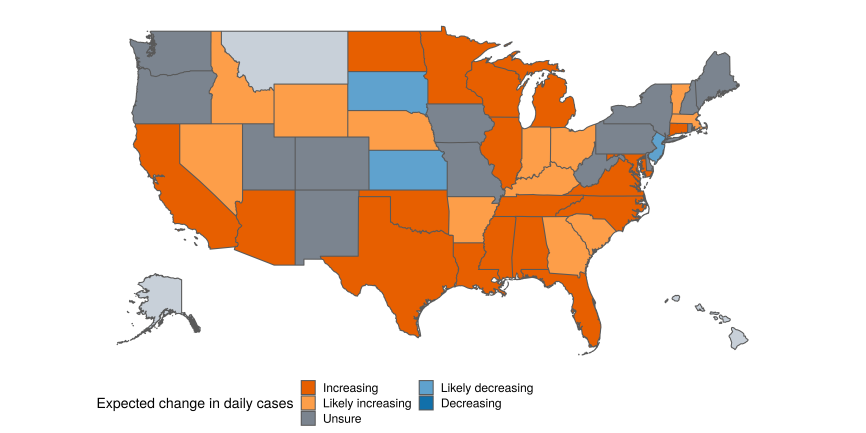 Expected change in daily cases
Increasing
Likely increasing
Unsure
Likely decreasing
Decreasing